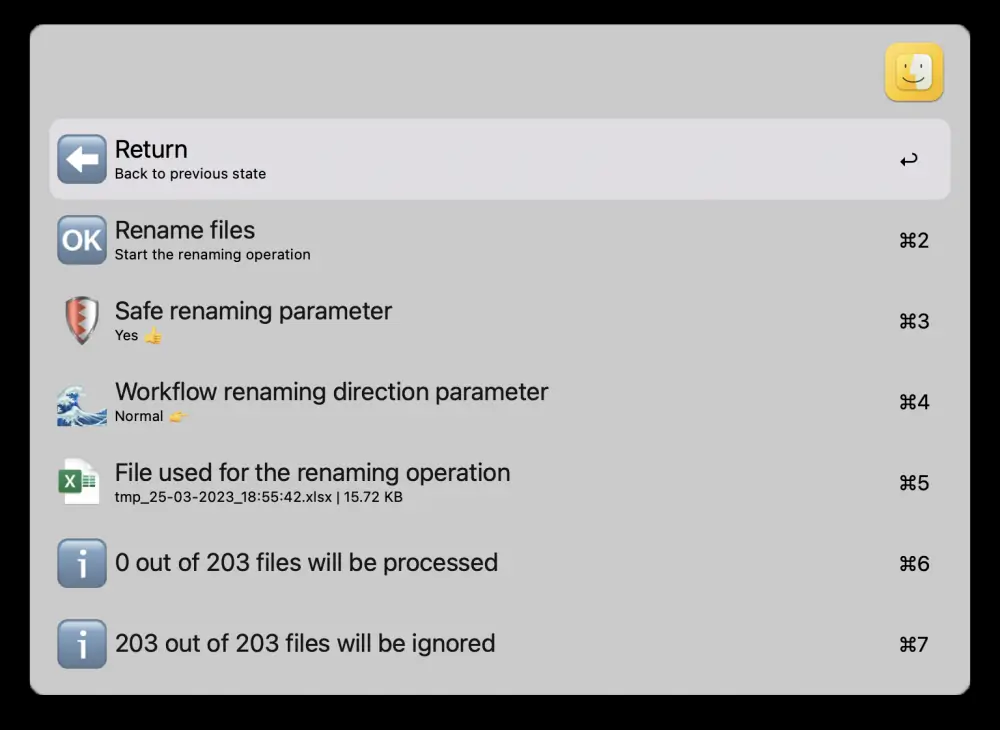 Return
Back to previous state
↩
OK
Rename files
Start the renaming operation
⌘2
Safe renaming parameter
Yes 👍
⌘3
Workflow renaming direction parameter
Normal 👉
⌘4
X
File used for the renaming operation
tmp_25-03-2023_18:55:42.xlsx | 15.72 KB
⌘5
i
0 out of 203 files will be processed
⌘6
i
203 out of 203 files will be ignored
⌘7